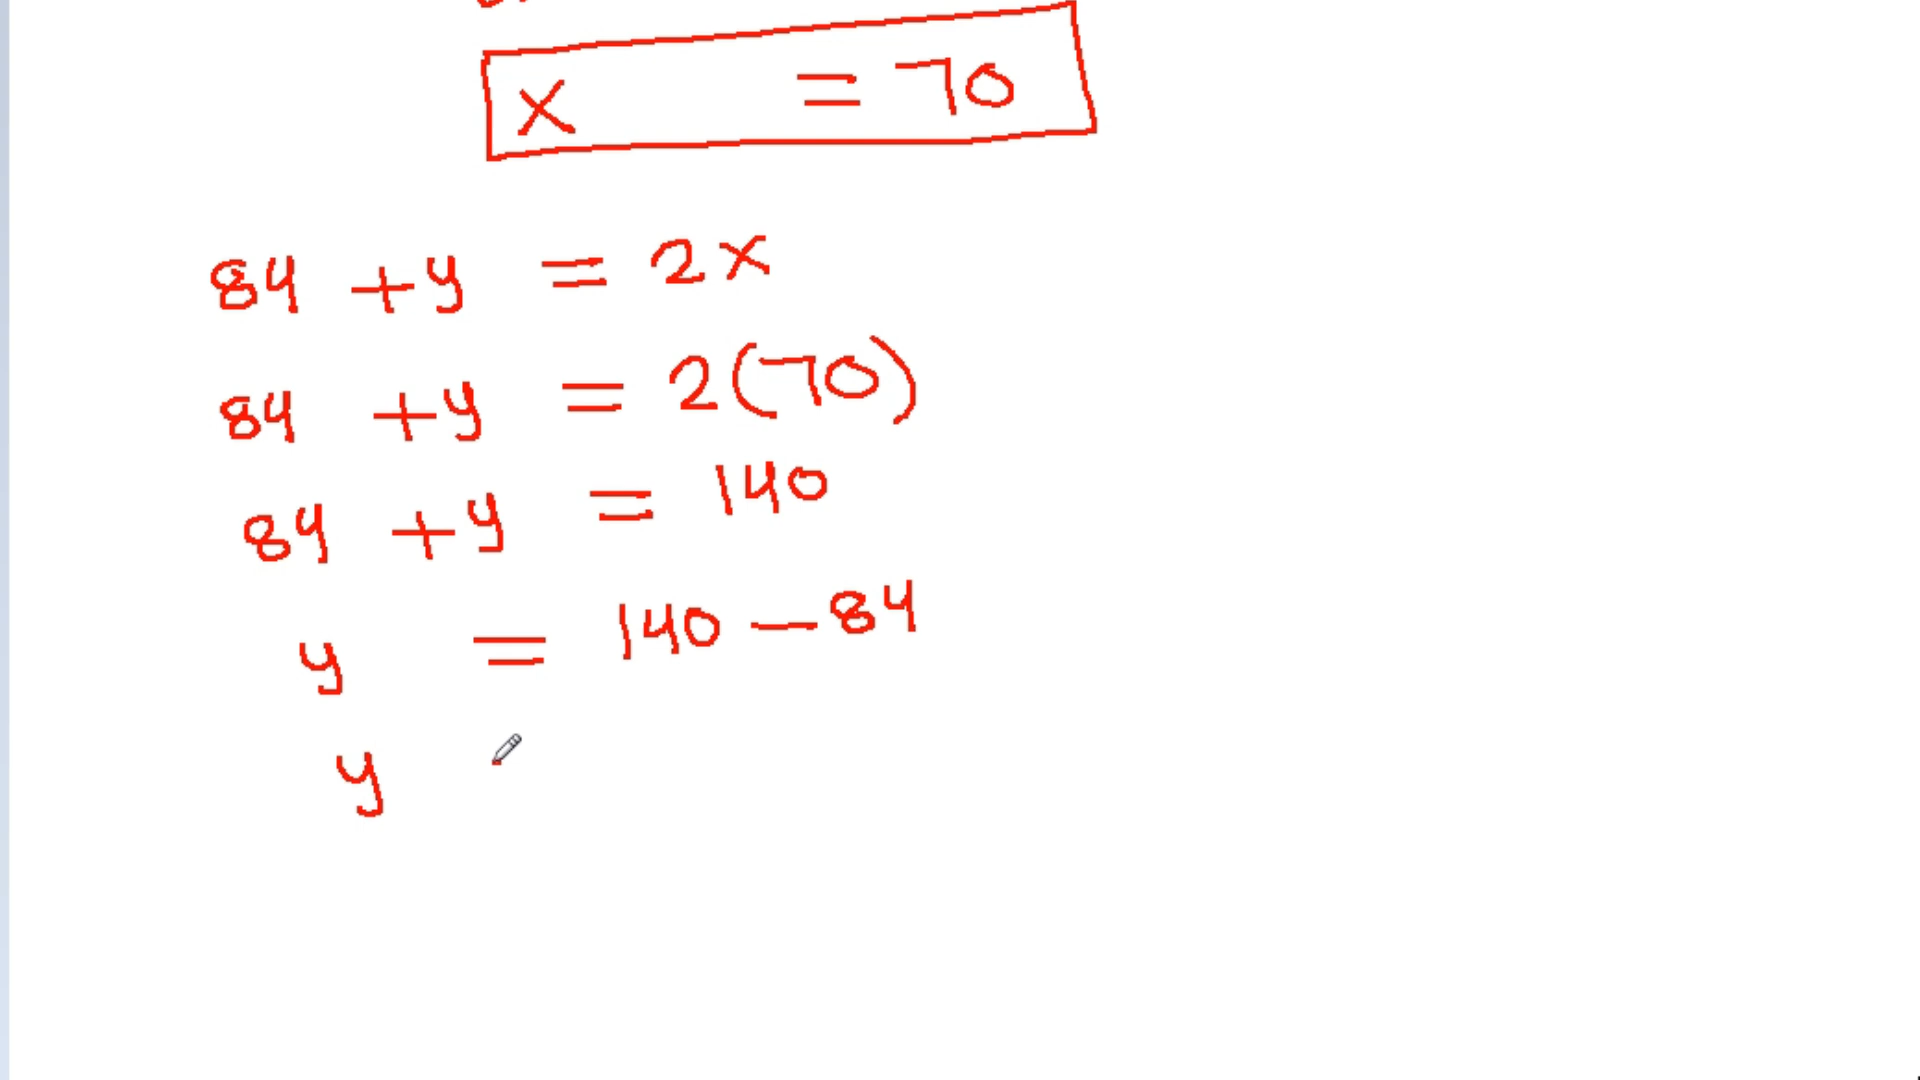 x = 70
84 + y = 2x
84 + y = 2(70)
84 + y = 140
y = 140 - 84
y